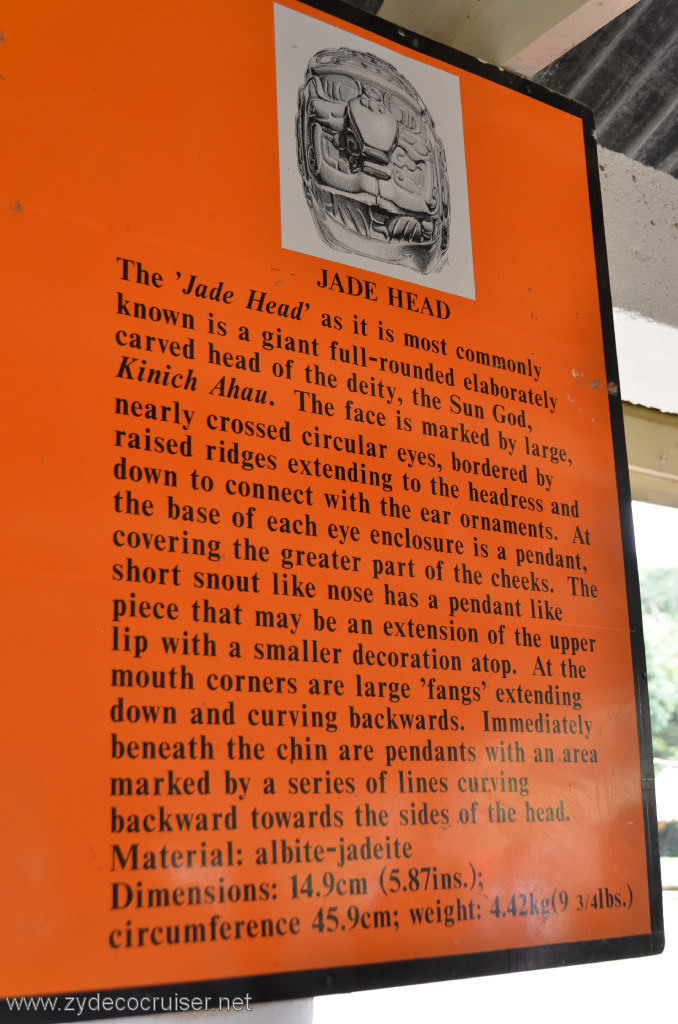 JADE HEAD
The 'Jade Head' as it is most commonly
known is a giant full-rounded elaborately
carved head of the deity, the Sun God,
Kinich Ahau. The face is marked by large,
nearly crossed circular eyes, bordered by
raised ridges extending to the headress and
down to connect with the ear ornaments. At
the base of each eye enclosure is a pendant,
covering the greater part of the cheeks. The
short snout like nose has a pendant like
piece that may be an extension of the upper
lip with a smaller decoration atop. At the
mouth corners are large 'fangs' extending
down and curving backwards. Immediately
beneath the chin are pendants with an area
marked by a series of lines curving
backward towards the sides of the head.
Material: albite-jadeite
Dimensions: 14.9cm (5.87ins.);
circumference 45.9cm; weight: 4.42kg(9 3/4lbs.)
www.zydecocruiser.net